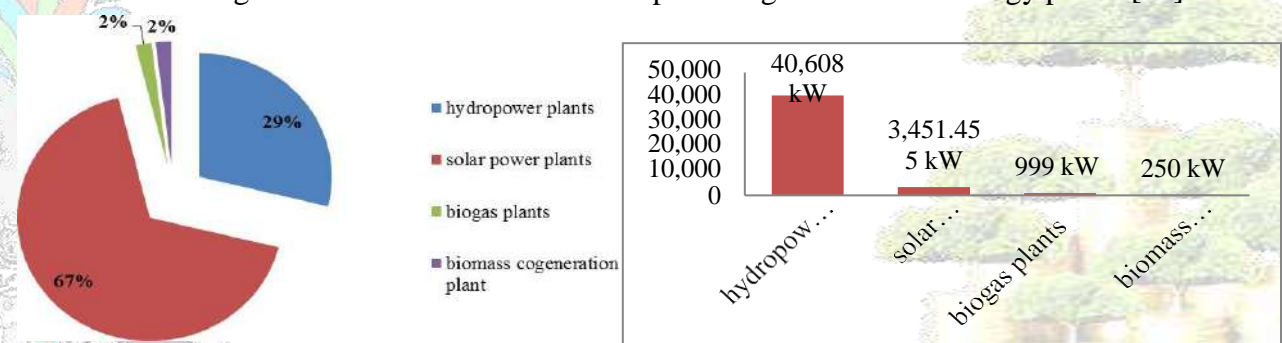 2% 2%
29%
67%
hydropower plants
solar power plants
biogas plants
biomass cogeneration
plant
50,000
40,000
30,000
20,000
10,000
0
40,608
kW
3,451.45
5 kW
999 kW
250 kW
hydropow…
solar…
biogas plants
biomass…